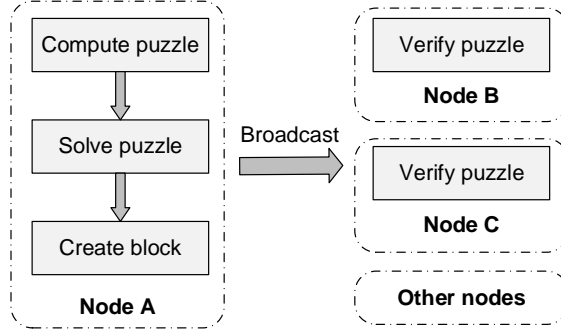 Compute puzzle
Solve puzzle
Create block
Node A
Broadcast
Verify puzzle
Node B
Verify puzzle
Node C
Other nodes